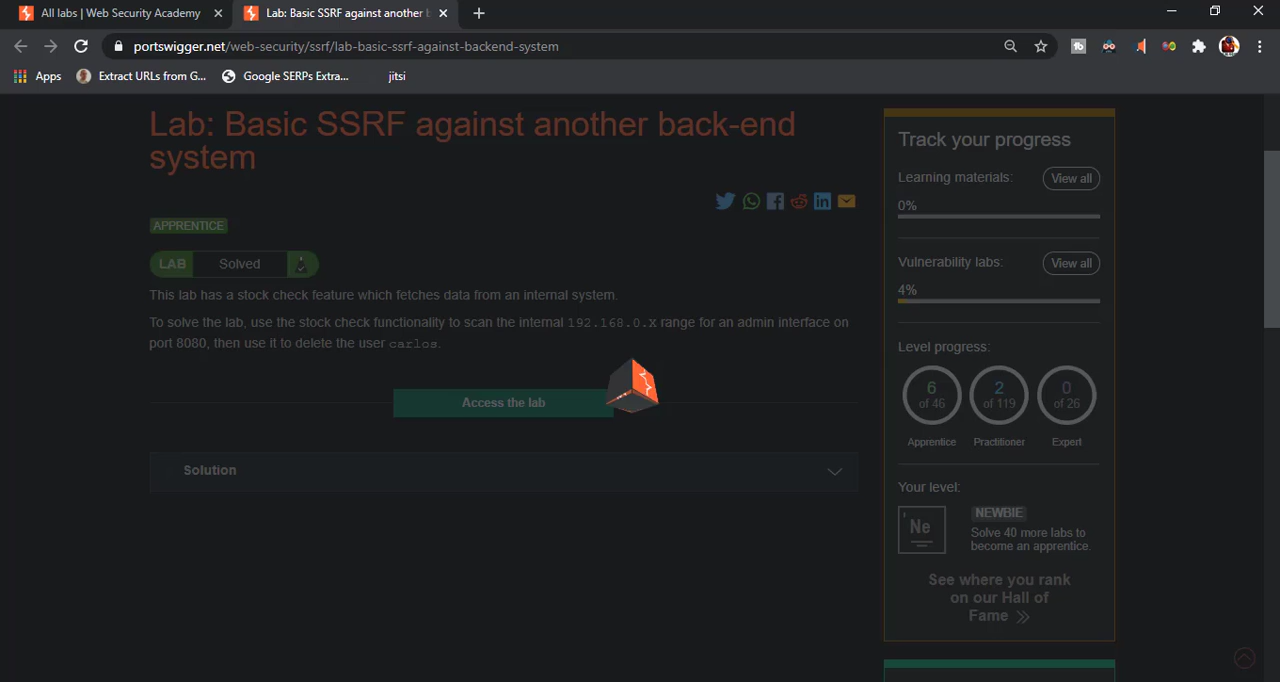 All labs | Web Security Academy
Lab: Basic SSRF against another b
portswigger.net/web-security/ssrf/lab-basic-ssrf-against-backend-system
Apps
Extract URLs from G...
Google SERPs Extra...
jitsi
Lab: Basic SSRF against another back-end
system
APPRENTICE
LAB
Solved
This lab has a stock check feature which fetches data from an internal system.
To solve the lab, use the stock check functionality to scan the internal 192.168.0.X range for an admin interface on
port 8080, then use it to delete the user carlos.
Access the lab
Solution
Track your progress
Learning materials:
View all
0%
Vulnerability labs:
View all
4%
Level progress:
6
of 46
2
of 119
0
of 26
Apprentice
Practitioner
Expert
Your level:
Ne
NEWBIE
Solve 40 more labs to
become an apprentice.
See where you rank
on our Hall of
Fame